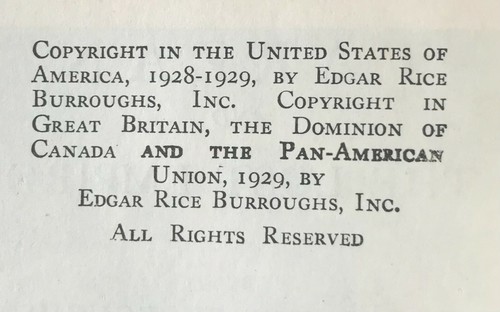 Copyright in the United States of
America, 1928-1929, by Edgar Rice
Burroughs, Inc. Copyright in
Great Britain, the Dominion of
Canada and the Pan-American
Union, 1929, by
Edgar Rice Burroughs, Inc.
All Rights Reserved